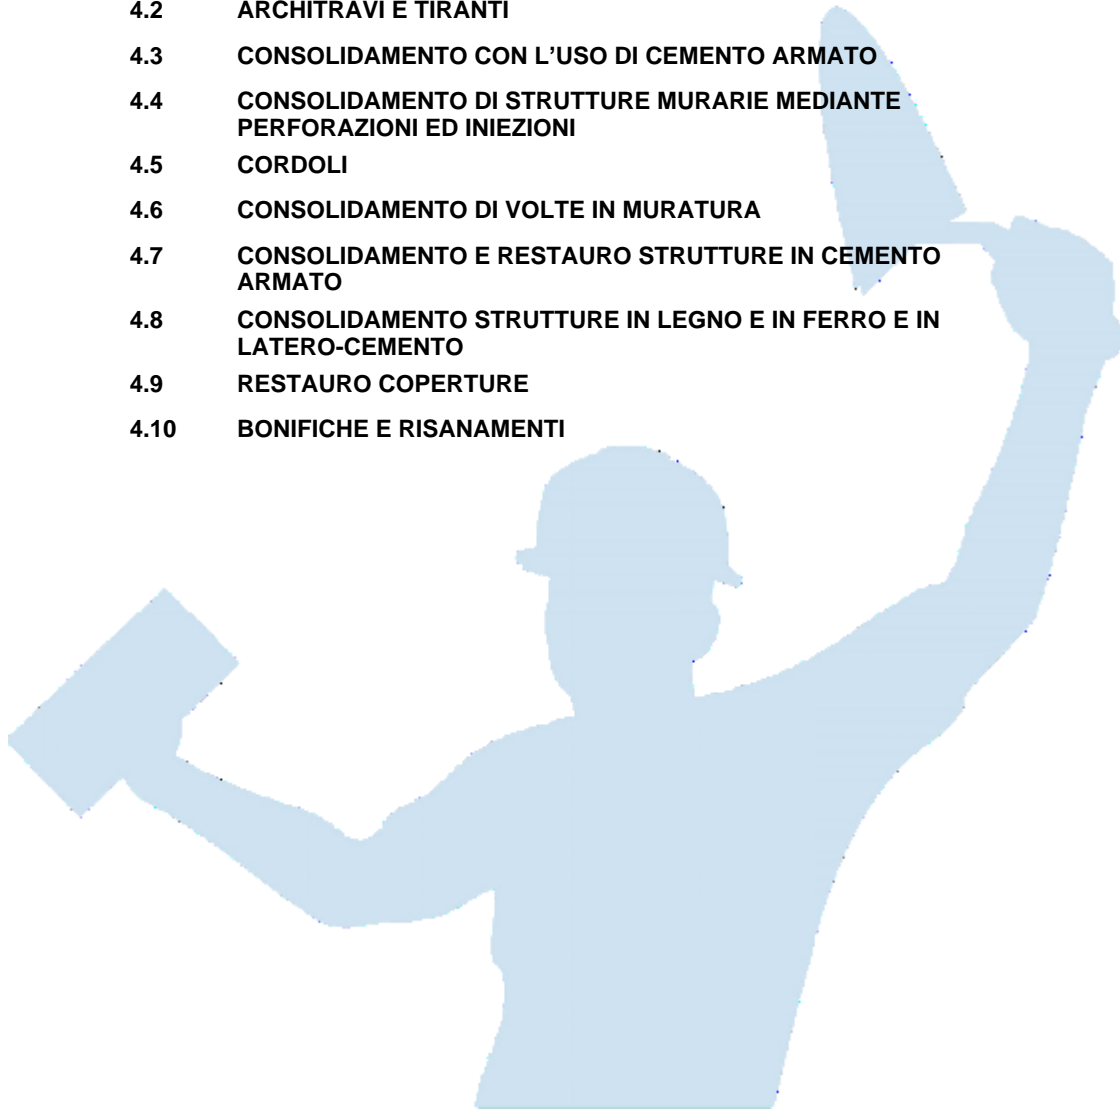 4.2 ARCHITRAVI E TIRANTI
4.3 CONSOLIDAMENTO CON L’USO DI CEMENTO ARMATO
4.4 CONSOLIDAMENTO DI STRUTTURE MURARIE MEDIANTE
PERFORAZIONI ED INIEZIONI
4.5 CORDOLI
4.6 CONSOLIDAMENTO DI VOLTE IN MURATURA
4.7 CONSOLIDAMENTO E RESTAURO STRUTTURE IN CEMENTO
ARMATO
4.8 CONSOLIDAMENTO STRUTTURE IN LEGNO E IN FERRO E IN
LATERO-CEMENTO
4.9 RESTAURO COPERTURE
4.10 BONIFICHE E RISANAMENTI